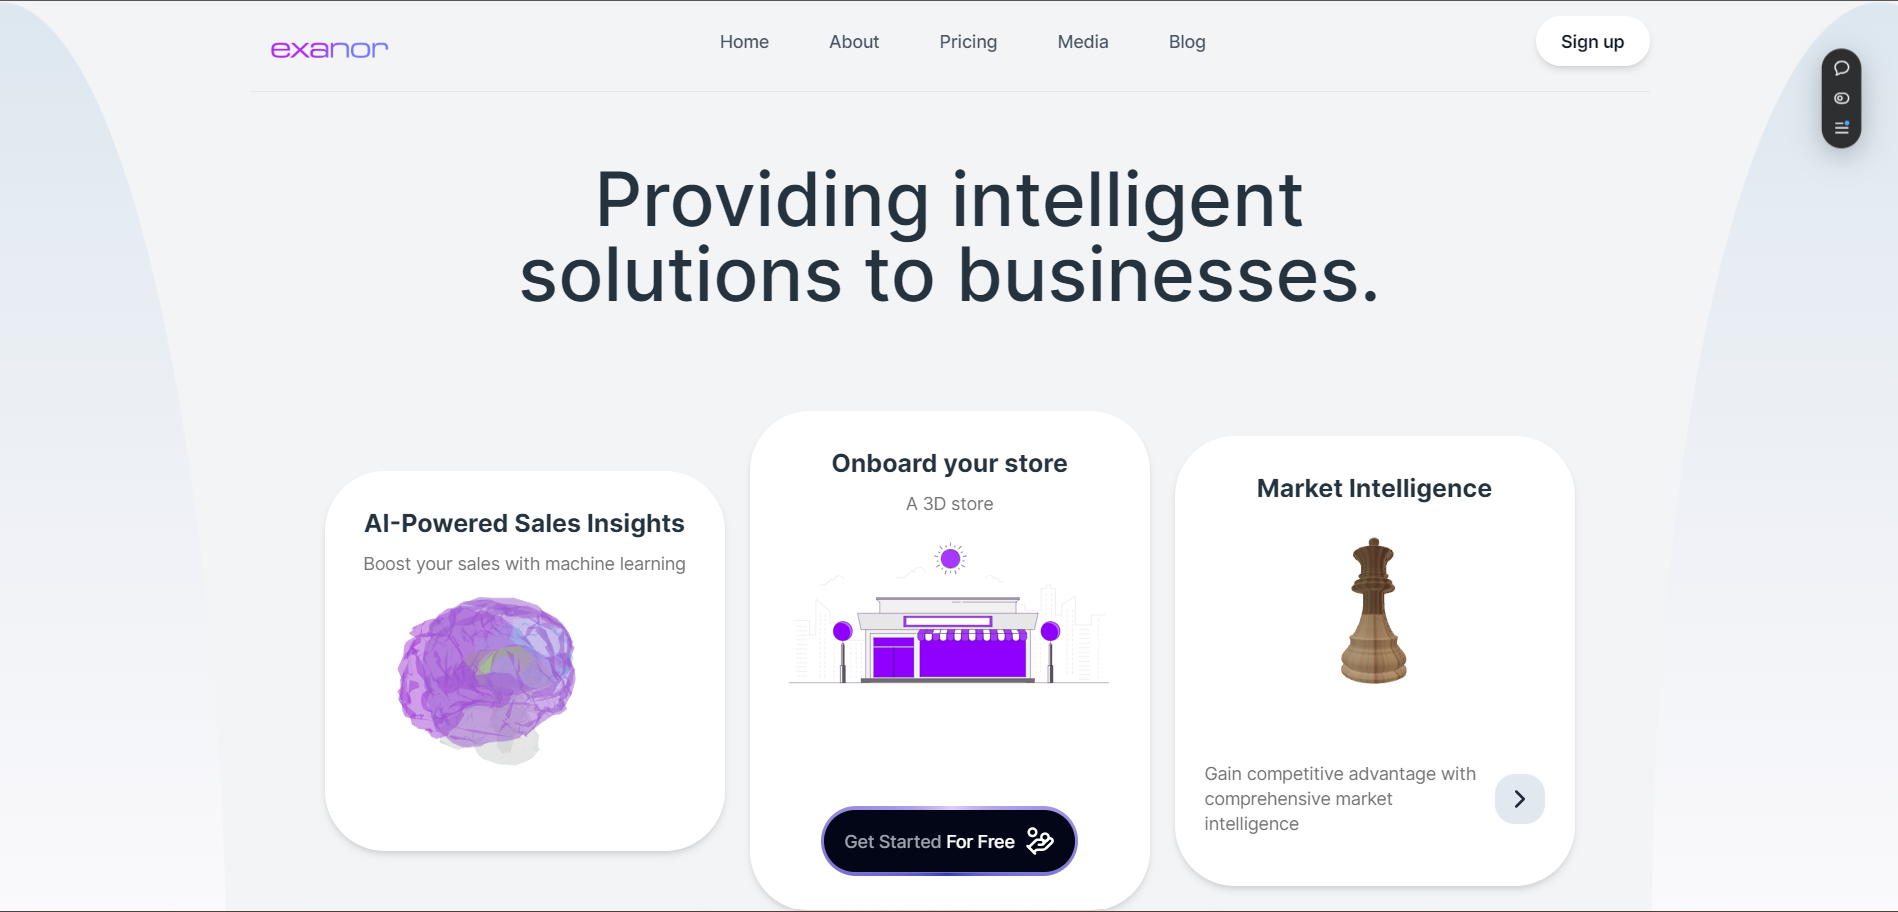 exanor
Home
About
Pricing
Media
Blog
Sign up
Providing intelligent
solutions to businesses.
AI-Powered Sales Insights
Boost your sales with machine learning
Onboard your store
A 3D store
Get Started For Free
Market Intelligence
Gain competitive advantage with
comprehensive market
intelligence